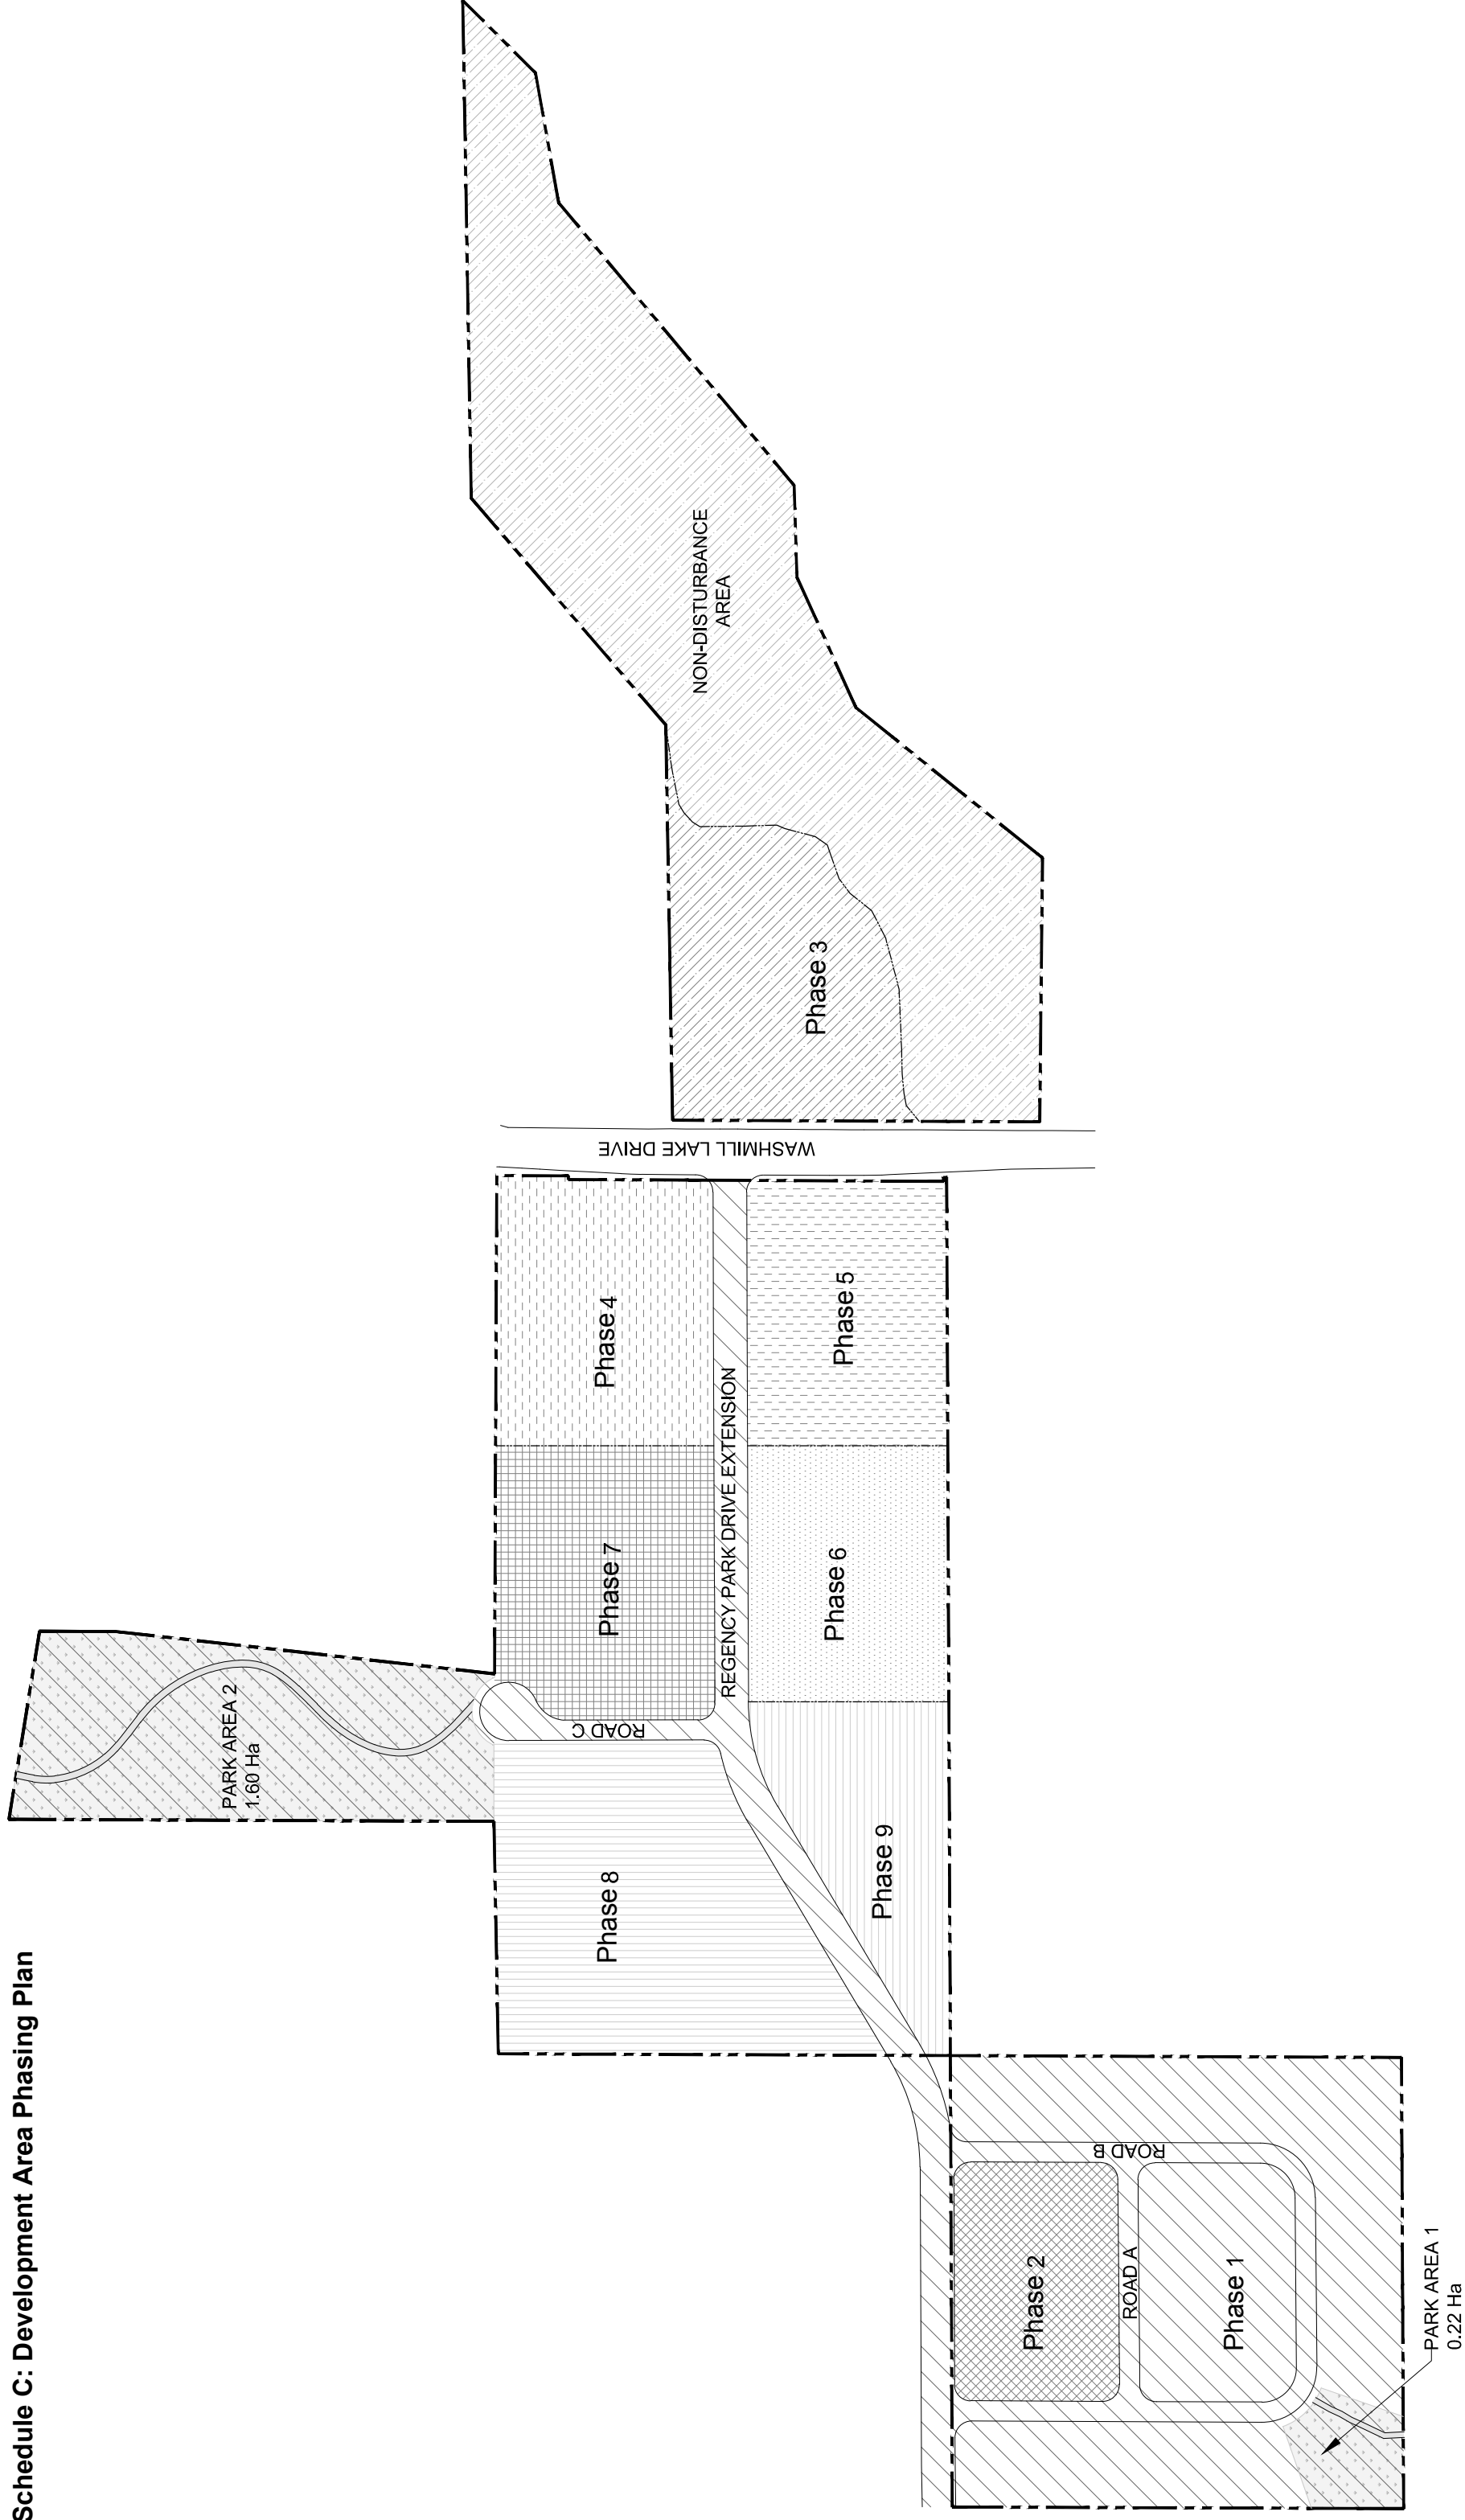 Schedule C: Development Area Phasing Plan
PARK AREA 2
1.60 Ha
NON-DISTURBANCE
AREA
Phase 3
WASHMILL LAKE DRIVE
Phase 4
Phase 5
REGENCY PARK DRIVE EXTENSION
Phase 7
Phase 6
ROAD C
Phase 8
Phase 9
ROAD B
Phase 2
ROAD A
Phase 1
PARK AREA 1
0.22 Ha